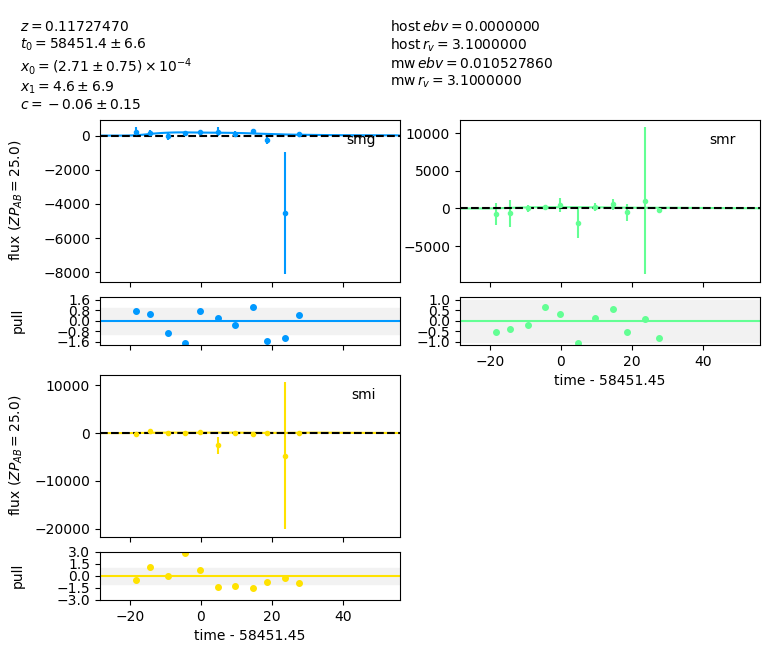 z = 0.11727470
t₀ = 58451.4 ± 6.6
x₀ = (2.71 ± 0.75) × 10⁻⁴
x₁ = 4.6 ± 6.9
c = −0.06 ± 0.15
host ebv = 0.0000000
host r_v = 3.1000000
mw ebv = 0.010527860
mw r_v = 3.1000000
smg
flux (ZP_AB = 25.0)
0
−2000
−4000
−6000
−8000
smr
10000
5000
0
−5000
pull
1.6
0.8
0.0
−0.8
−1.6
1.0
0.5
0.0
−0.5
−1.0
−20 0 20 40
time - 58451.45
smi
flux (ZP_AB = 25.0)
10000
0
−10000
−20000
pull
3.0
1.5
0.0
−1.5
−3.0
−20 0 20 40
time - 58451.45